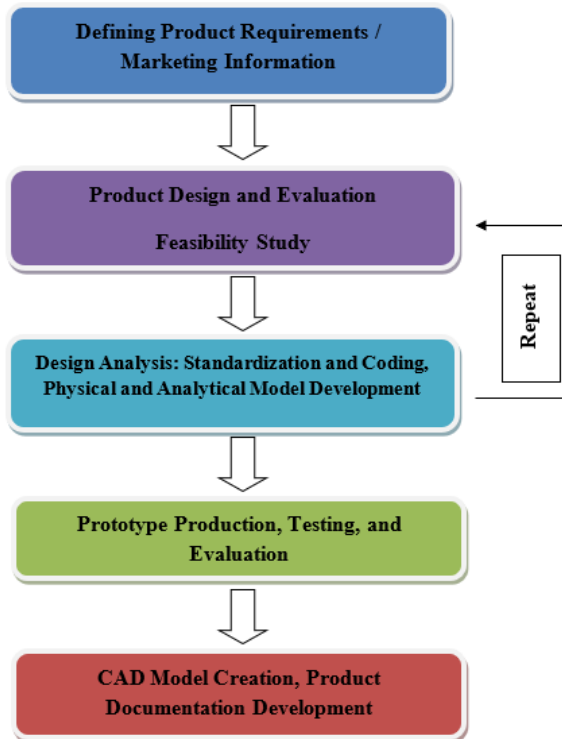 Defining Product Requirements /
Marketing Information
Product Design and Evaluation
Feasibility Study
Repeat
Design Analysis: Standardization and Coding,
Physical and Analytical Model Development
Prototype Production, Testing, and
Evaluation
CAD Model Creation, Product
Documentation Development